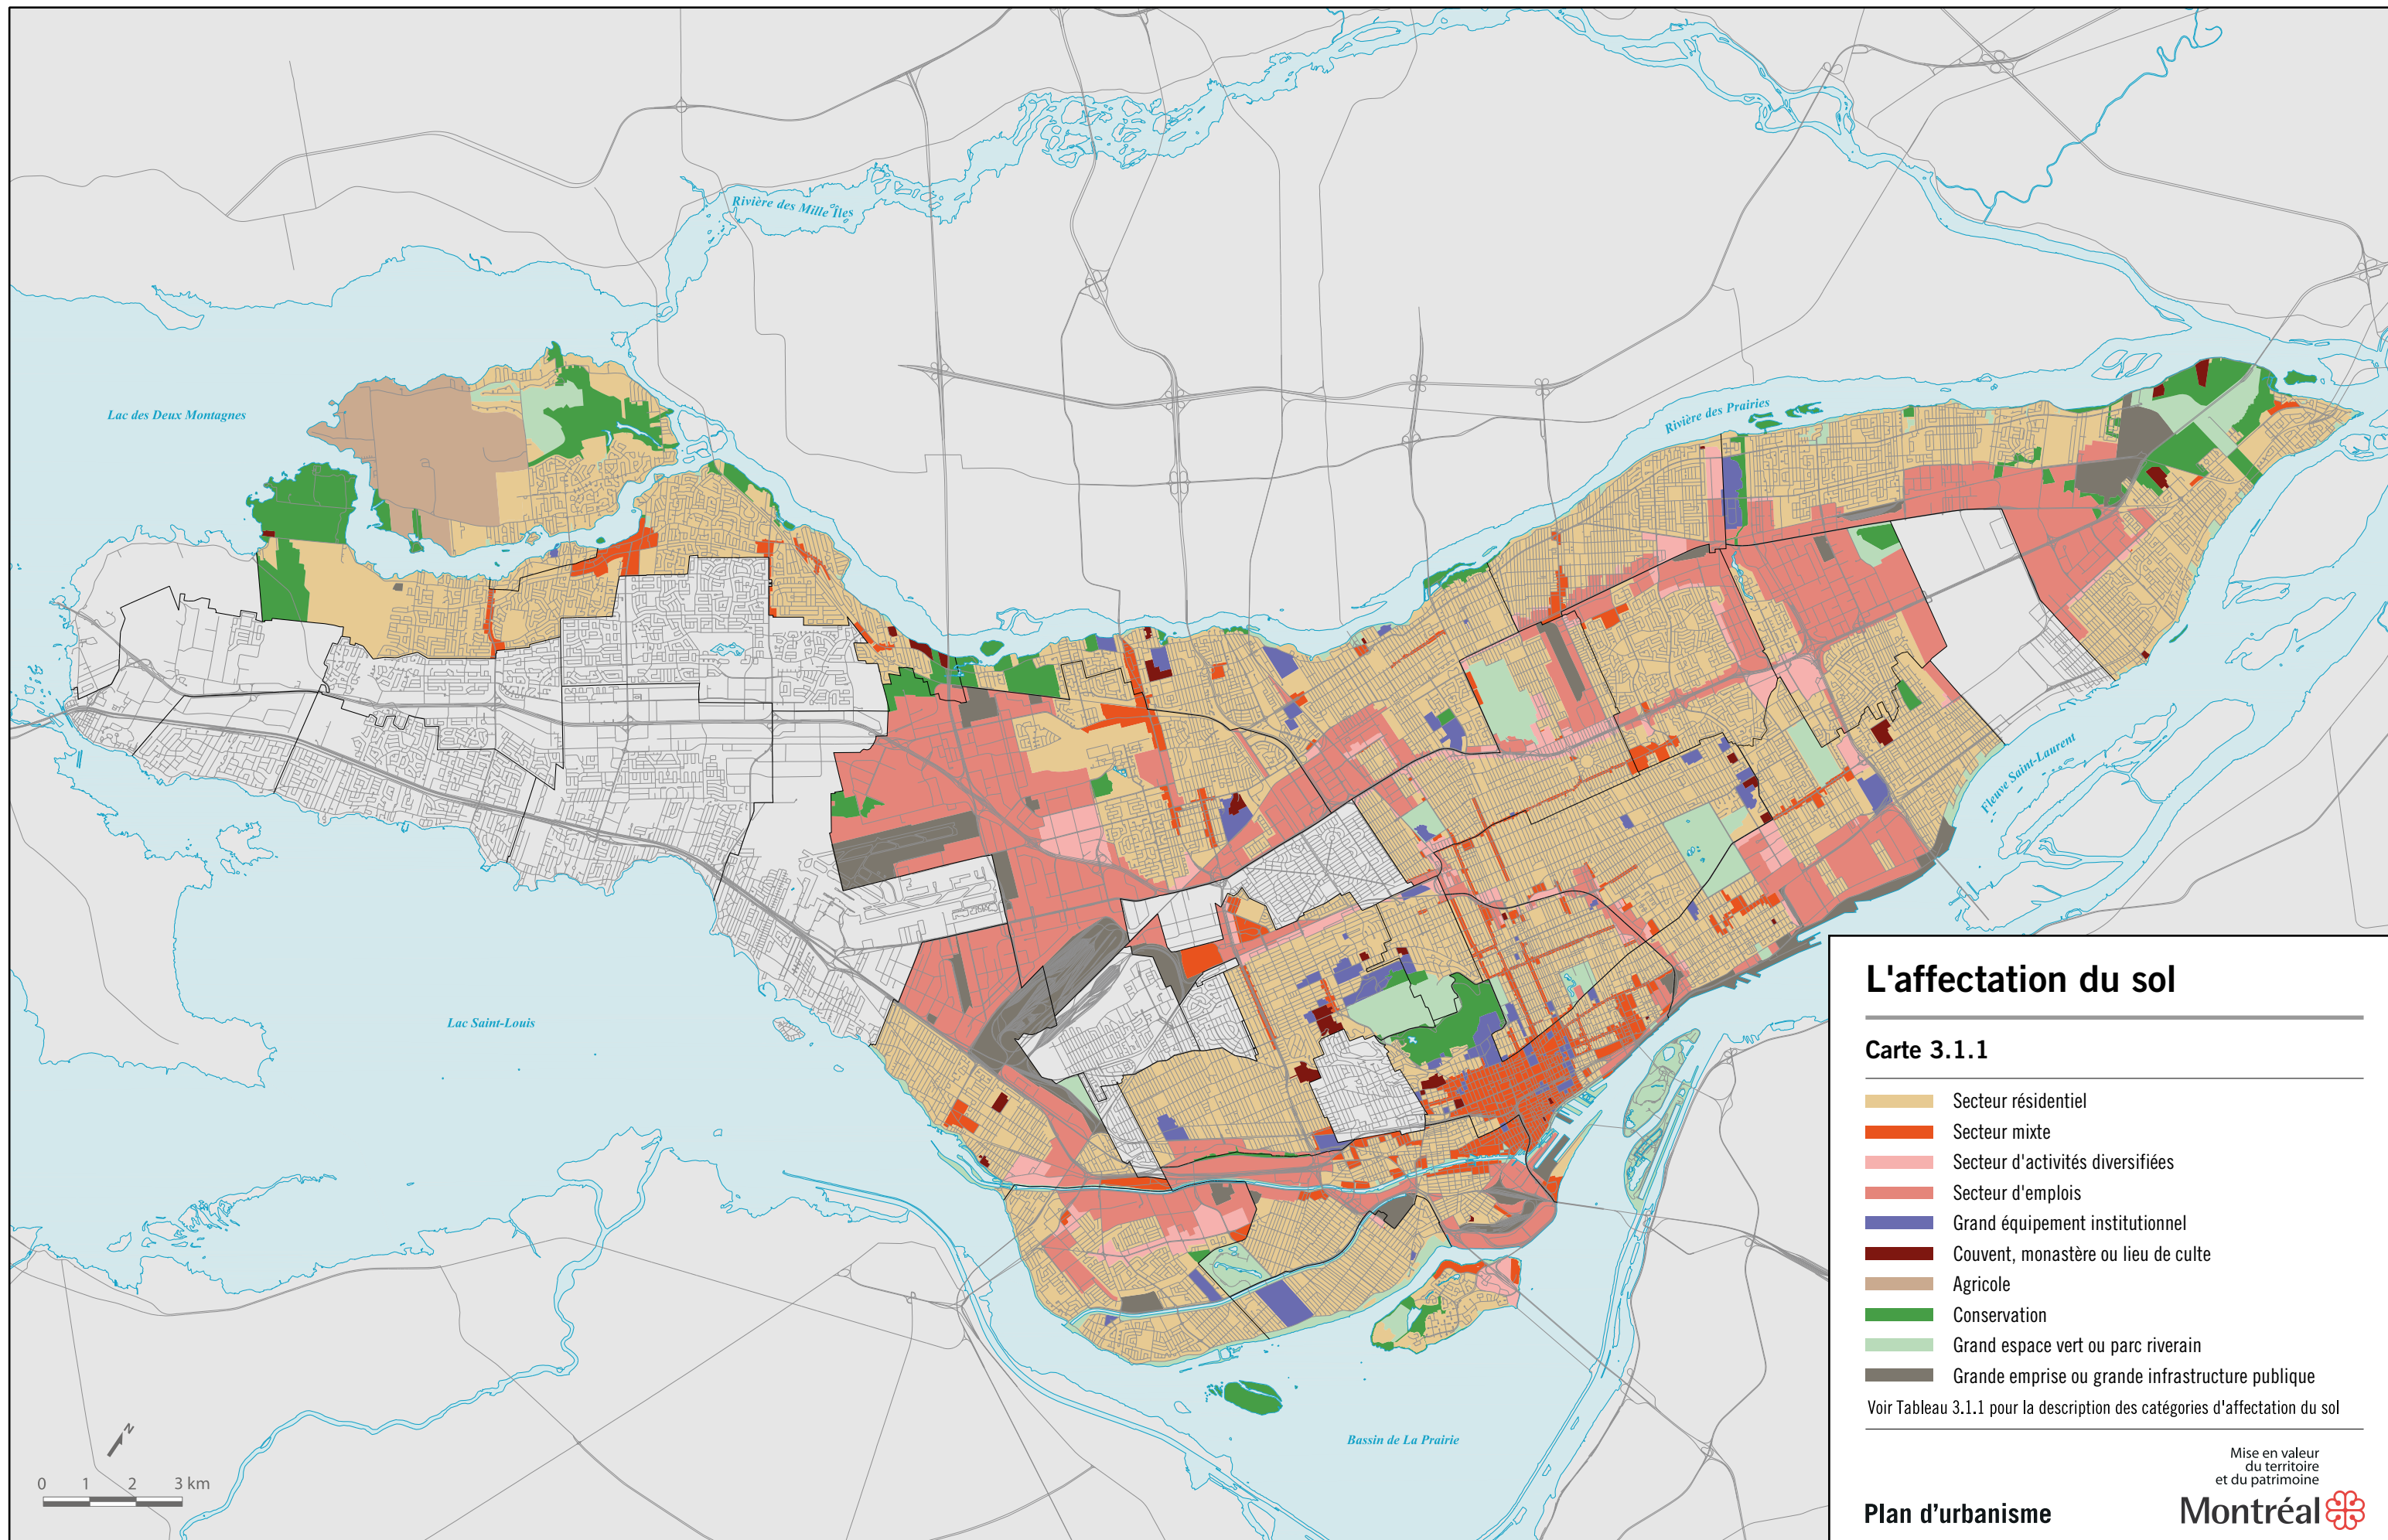 Rivière des Mille Îles
Lac des Deux Montagnes
Rivière des Prairies
Fleuve Saint-Laurent
Lac Saint-Louis
Bassin de La Prairie
N
0 1 2 3 km
L'affectation du sol
Carte 3.1.1
Secteur résidentiel
Secteur mixte
Secteur d'activités diversifiées
Secteur d'emplois
Grand équipement institutionnel
Couvent, monastère ou lieu de culte
Agricole
Conservation
Grand espace vert ou parc riverain
Grande emprise ou grande infrastructure publique
Voir Tableau 3.1.1 pour la description des catégories d'affectation du sol
Mise en valeur
du territoire
et du patrimoine
Plan d’urbanisme
Montréal